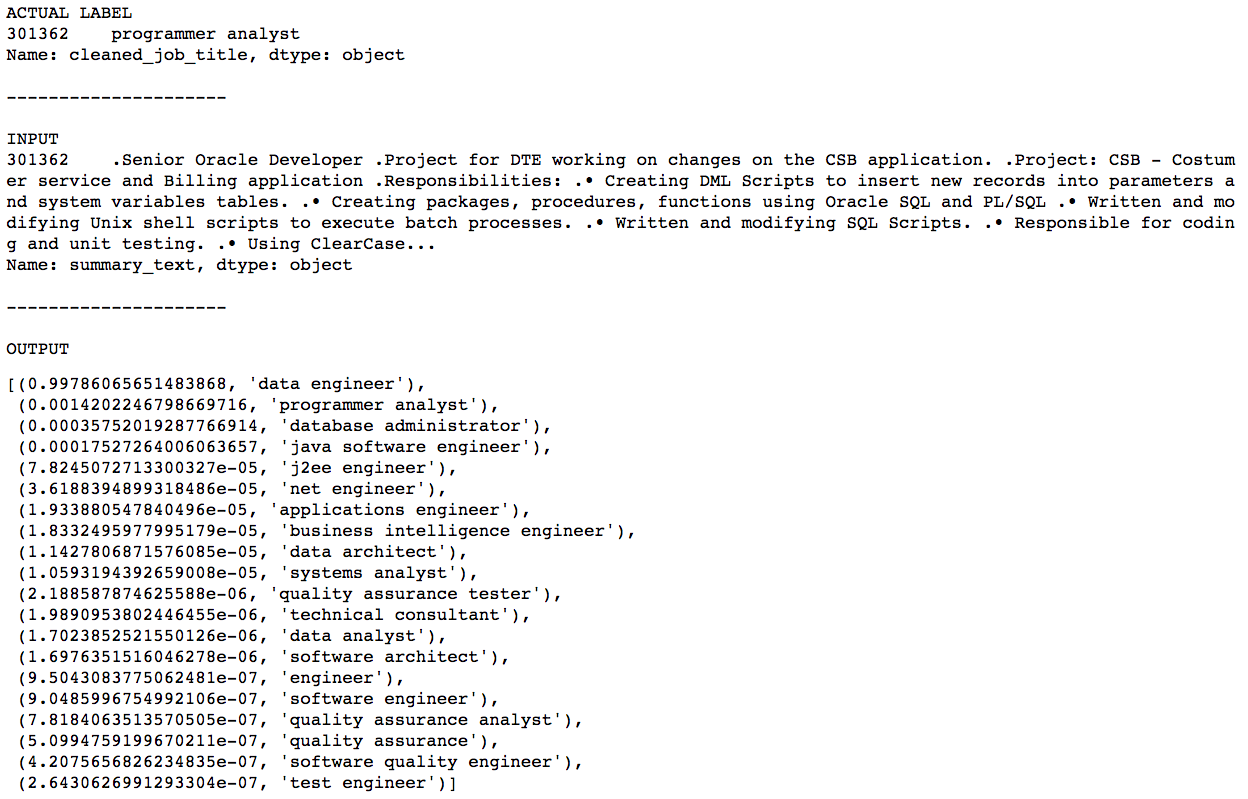 ACTUAL LABEL
301362    programmer analyst
Name: cleaned_job_title, dtype: object
---------------------
INPUT
301362    .Senior Oracle Developer .Project for DTE working on changes on the CSB application. .Project: CSB – Costum
er service and Billing application .Responsibilities: .• Creating DML Scripts to insert new records into parameters a
nd system variables tables. .• Creating packages, procedures, functions using Oracle SQL and PL/SQL .• Written and mo
difying Unix shell scripts to execute batch processes. .• Written and modifying SQL Scripts. .• Responsible for codin
g and unit testing. .• Using ClearCase...
Name: summary_text, dtype: object
---------------------
OUTPUT
[(0.99786065651483868, 'data engineer'),
 (0.0014202246798669716, 'programmer analyst'),
 (0.00035752019287766914, 'database administrator'),
 (0.00017527264006063657, 'java software engineer'),
 (7.8245072713300327e-05, 'j2ee engineer'),
 (3.6188394899318486e-05, 'net engineer'),
 (1.933880547840496e-05, 'applications engineer'),
 (1.8332495977995179e-05, 'business intelligence engineer'),
 (1.1427806871576085e-05, 'data architect'),
 (1.0593194392659008e-05, 'systems analyst'),
 (2.188587874625588e-06, 'quality assurance tester'),
 (1.9890953802446455e-06, 'technical consultant'),
 (1.7023852521550126e-06, 'data analyst'),
 (1.6976351516046278e-06, 'software architect'),
 (9.5043083775062481e-07, 'engineer'),
 (9.0485996754992106e-07, 'software engineer'),
 (7.8184063513570505e-07, 'quality assurance analyst'),
 (5.0994759199670211e-07, 'quality assurance'),
 (4.2075656826234835e-07, 'software quality engineer'),
 (2.6430626991293304e-07, 'test engineer')]